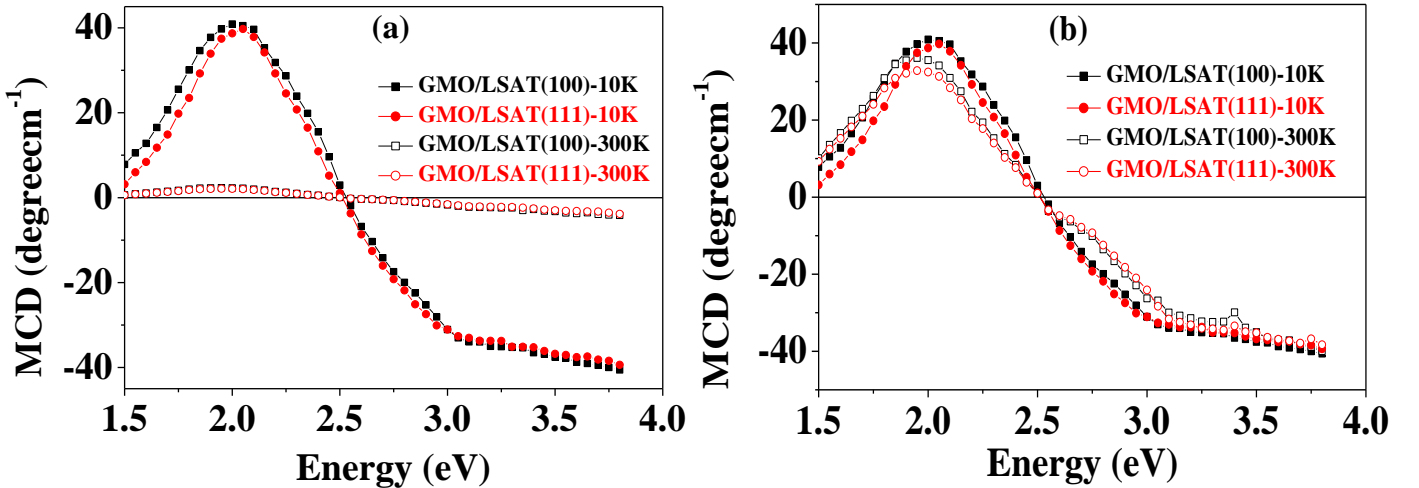 (a)
GMO/LSAT(100)-10K
GMO/LSAT(111)-10K
GMO/LSAT(100)-300K
GMO/LSAT(111)-300K
40
20
0
-20
-40
MCD (degreecm-1)
1.5 2.0 2.5 3.0 3.5 4.0
Energy (eV)
(b)
GMO/LSAT(100)-10K
GMO/LSAT(111)-10K
GMO/LSAT(100)-300K
GMO/LSAT(111)-300K
40
20
0
-20
-40
MCD (degreecm-1)
1.5 2.0 2.5 3.0 3.5 4.0
Energy (eV)